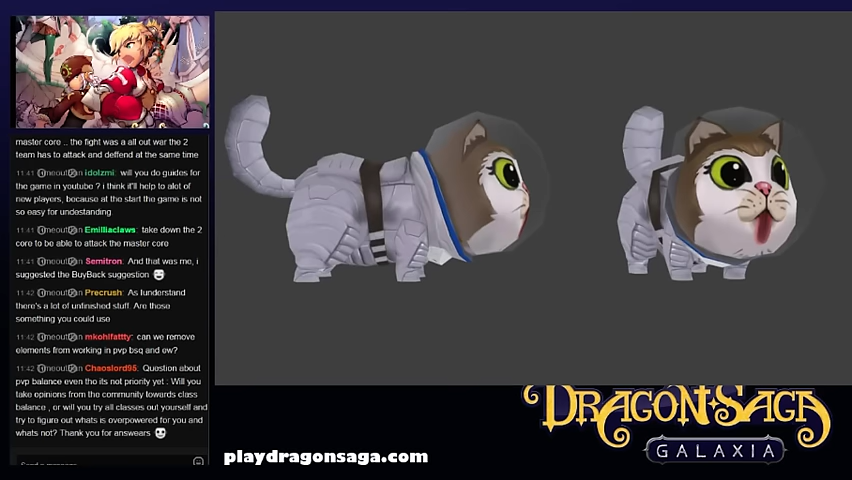 master core .. the fight was a all out war the 2
team has to attack and deffend at the same time
11:41 idolzmi: will you do guides for
the game in youtube ? i think it'll help to alot of
new players, because at the start the game is not
so easy for undestanding
11:41 Emilliaclaws: take down the 2
core to be able to attack the master core
11:41 Semitron: And that was me, i
suggested the BuyBack suggestion
11:42 Precrush: As Iunderstand
there's a lot of unfinished stuff. Are those
something you could use
11:42 mkohlfattty: can we remove
elements from working in pvp bsq and ew?
11:42 Chaoslord95: Question about
pvp balance even tho its not priority yet : Will you
take opinions from the community towards class
balance , or will you try all classes out yourself and
try to figure out whats is overpowered for you and
whats not? Thank you for answears
Send a message
DRAGON SAGA
GALAXIA
playdragonsaga.com